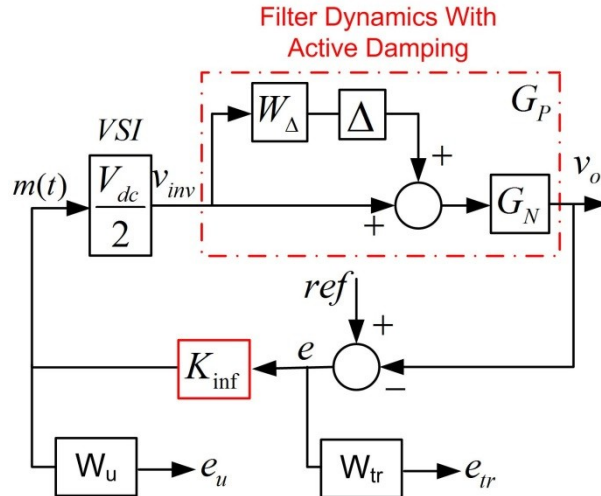 Filter Dynamics With
Active Damping
W_Δ
Δ
G_P
VSI
m(t)
V_dc
2
v_inv
+
+
G_N
v_o
ref
+
−
e
K_inf
W_u
e_u
W_tr
e_tr